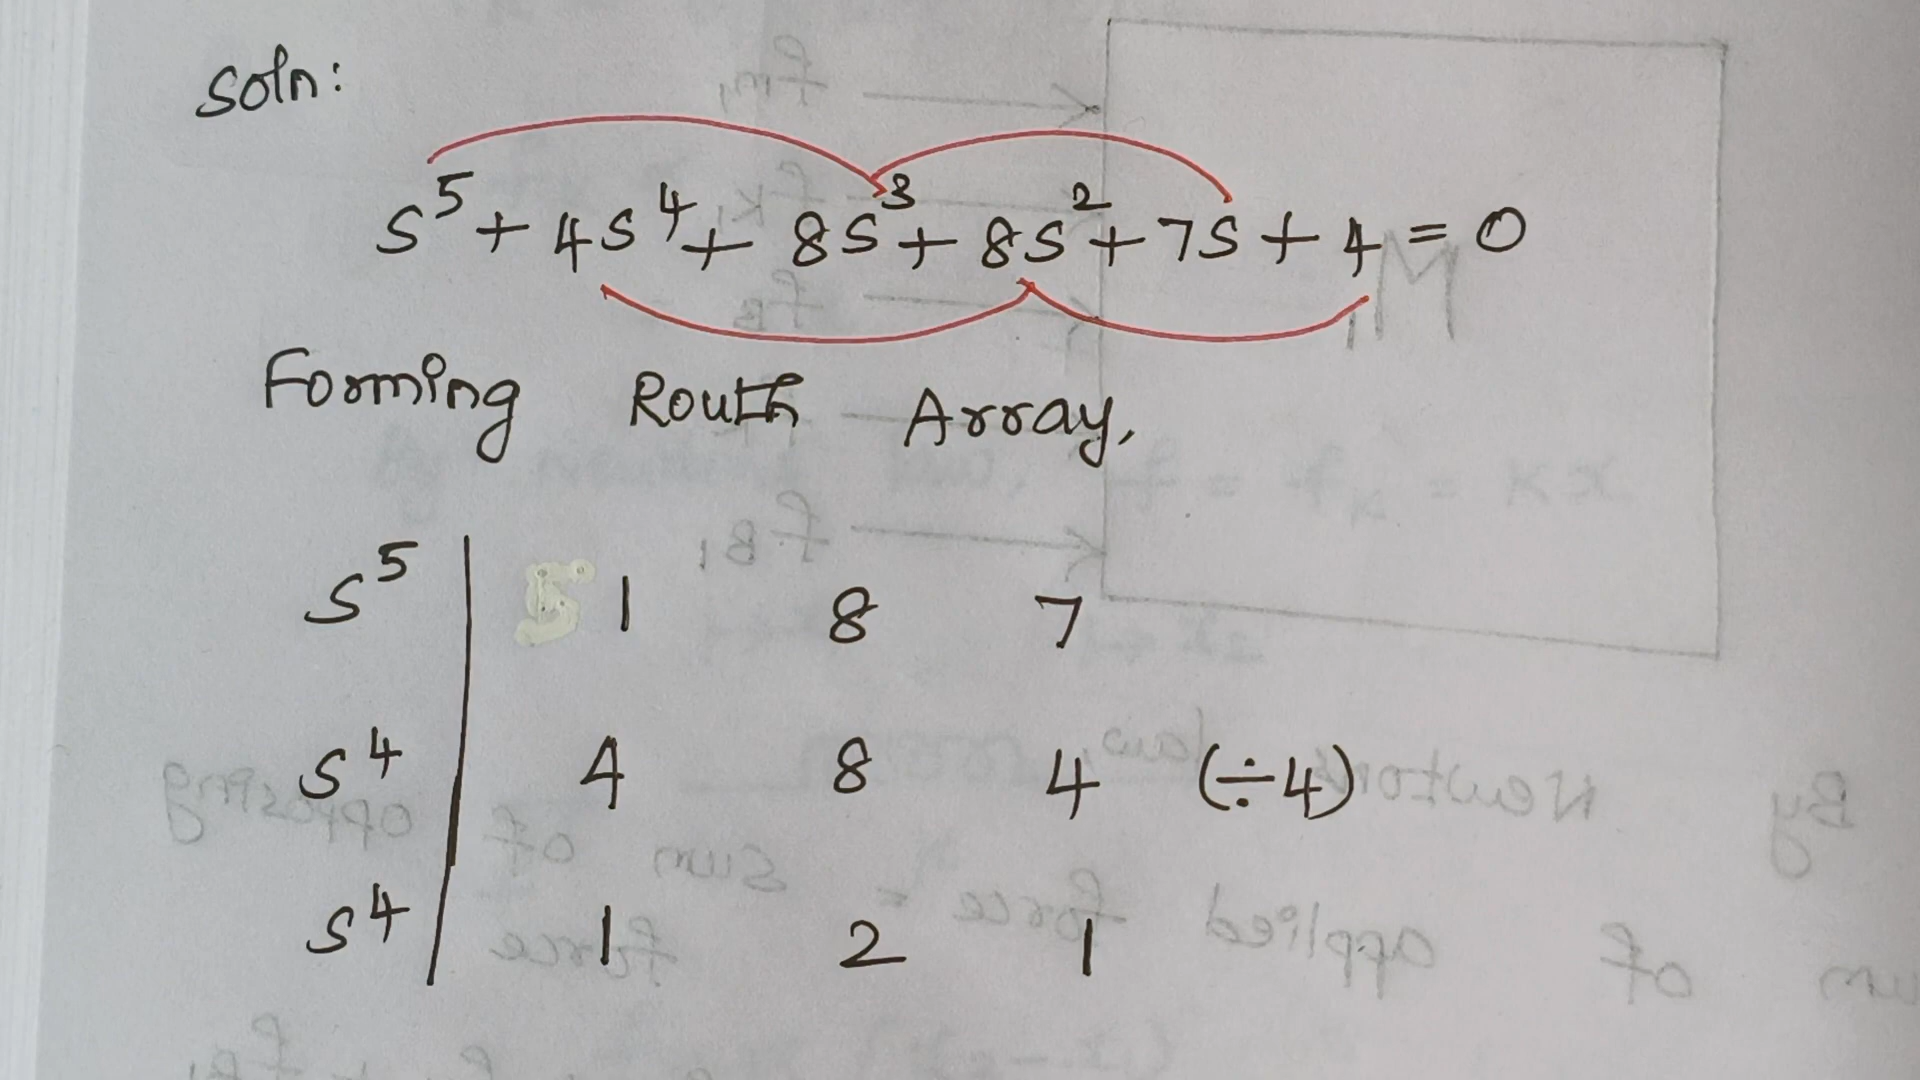 Soln:
s⁵ + 4s⁴ + 8s³ + 8s² + 7s + 4 = 0
Forming Routh Array,
s⁵ | 1 8 7
s⁴ | 4 8 4 (÷4)
s⁴ | 1 2 1